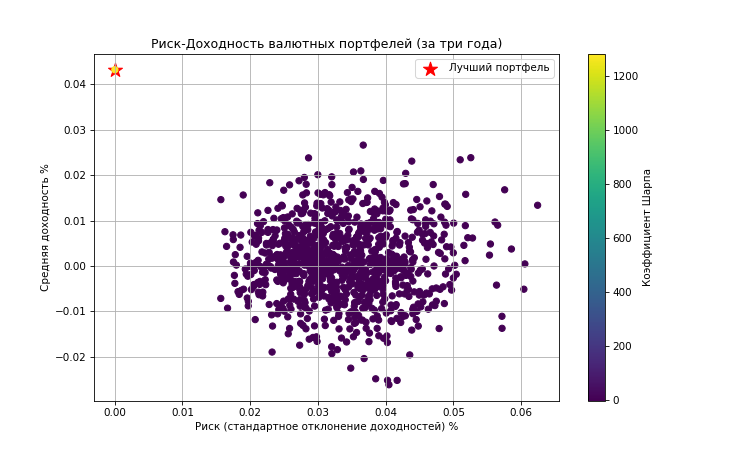 Риск-Доходность валютных портфелей (за три года)
Лучший портфель
Средняя доходность %
0.04
0.03
0.02
0.01
0.00
−0.01
−0.02
0.00 0.01 0.02 0.03 0.04 0.05 0.06
Риск (стандартное отклонение доходностей) %
1200
1000
800
600
400
200
0
Коэффициент Шарпа